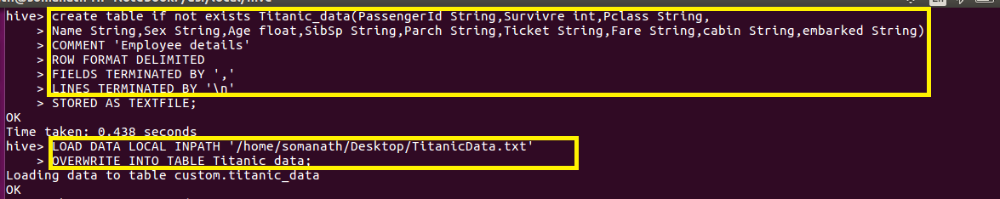 hive> create table if not exists Titanic_data(PassengerId String,Survivre int,Pclass String,
> Name String,Sex String,Age float,SibSp String,Parch String,Ticket String,Fare String,cabin String,embarked String)
> COMMENT 'Employee details'
> ROW FORMAT DELIMITED
> FIELDS TERMINATED BY ','
> LINES TERMINATED BY '\n'
> STORED AS TEXTFILE;
OK
Time taken: 0.438 seconds
hive> LOAD DATA LOCAL INPATH '/home/somanath/Desktop/TitanicData.txt'
> OVERWRITE INTO TABLE Titanic_data;
Loading data to table custom.titanic_data
OK